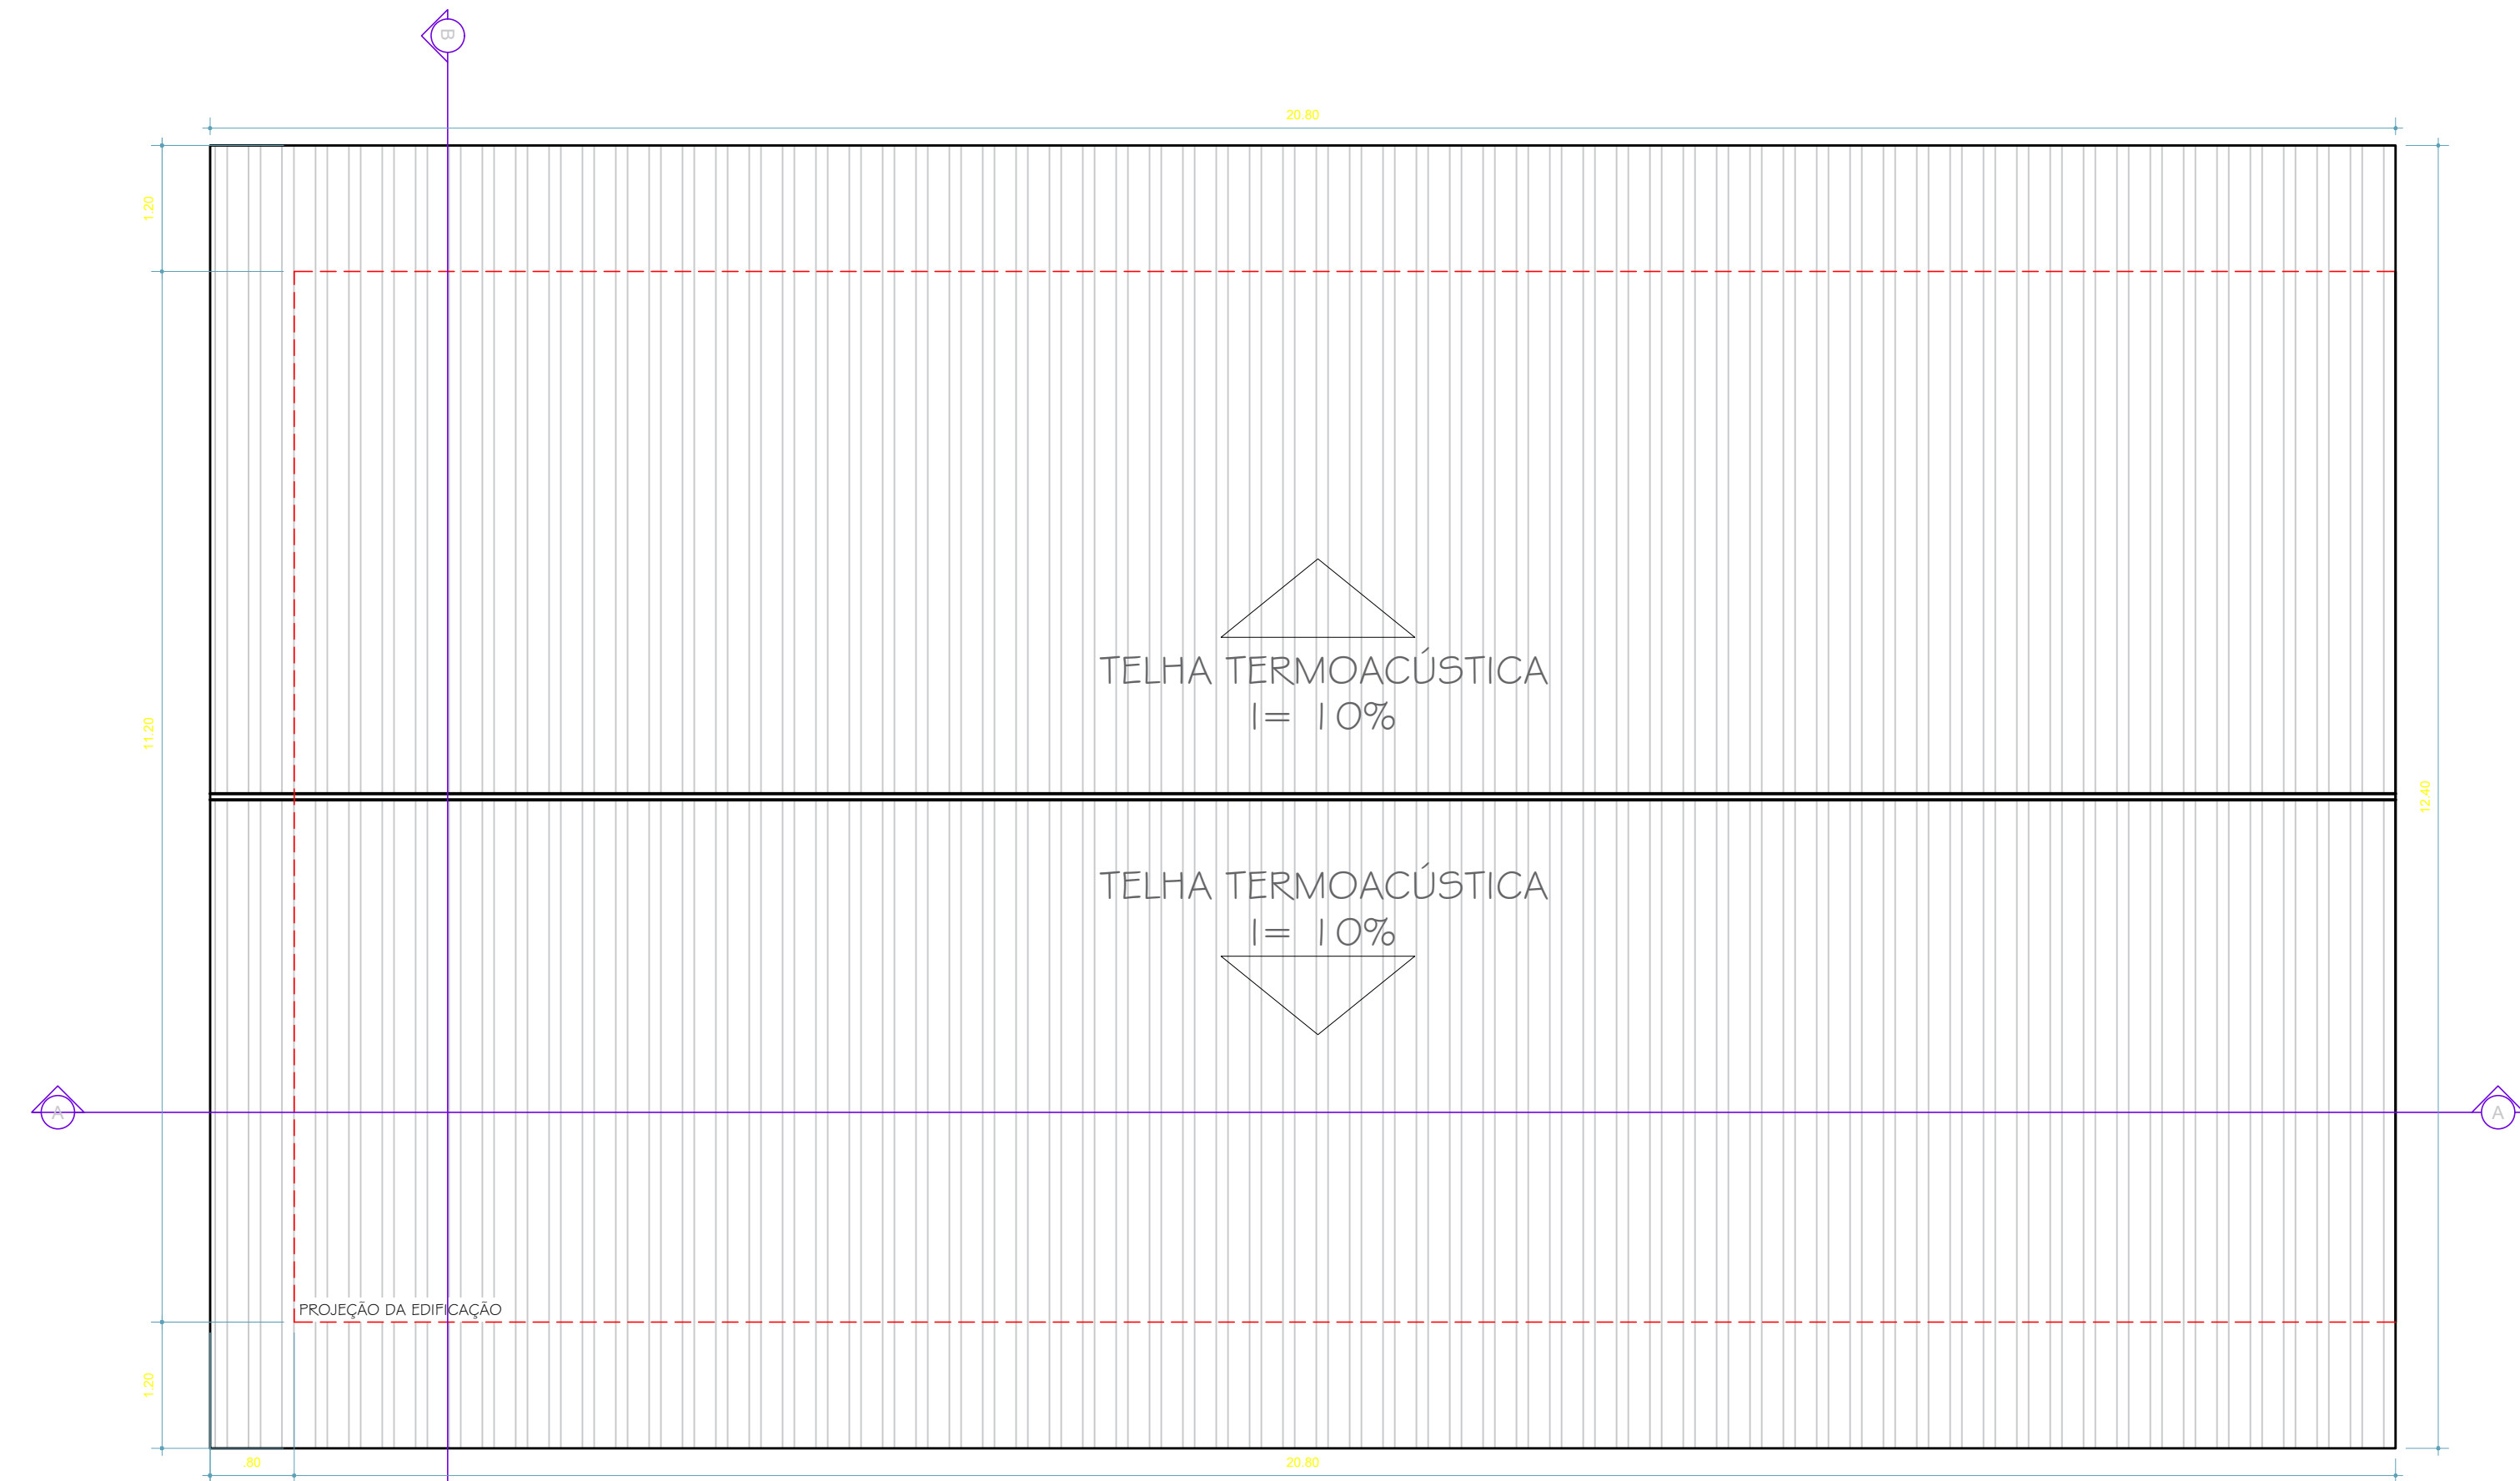 B
20.80
1.20
TELHA TERMOACÚSTICA
I= 10%
11.20
12.40
TELHA TERMOACÚSTICA
I= 10%
A
A
PROJEÇÃO DA EDIFICAÇÃO
1.20
.80
20.80